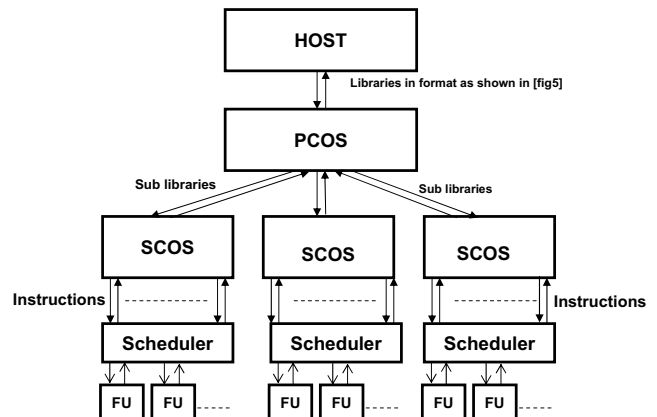 HOST
Libraries in format as shown in [fig5]
PCOS
Sub libraries
Sub libraries
SCOS
SCOS
SCOS
Instructions
Instructions
Scheduler
Scheduler
Scheduler
FU
FU
FU
FU
FU
FU